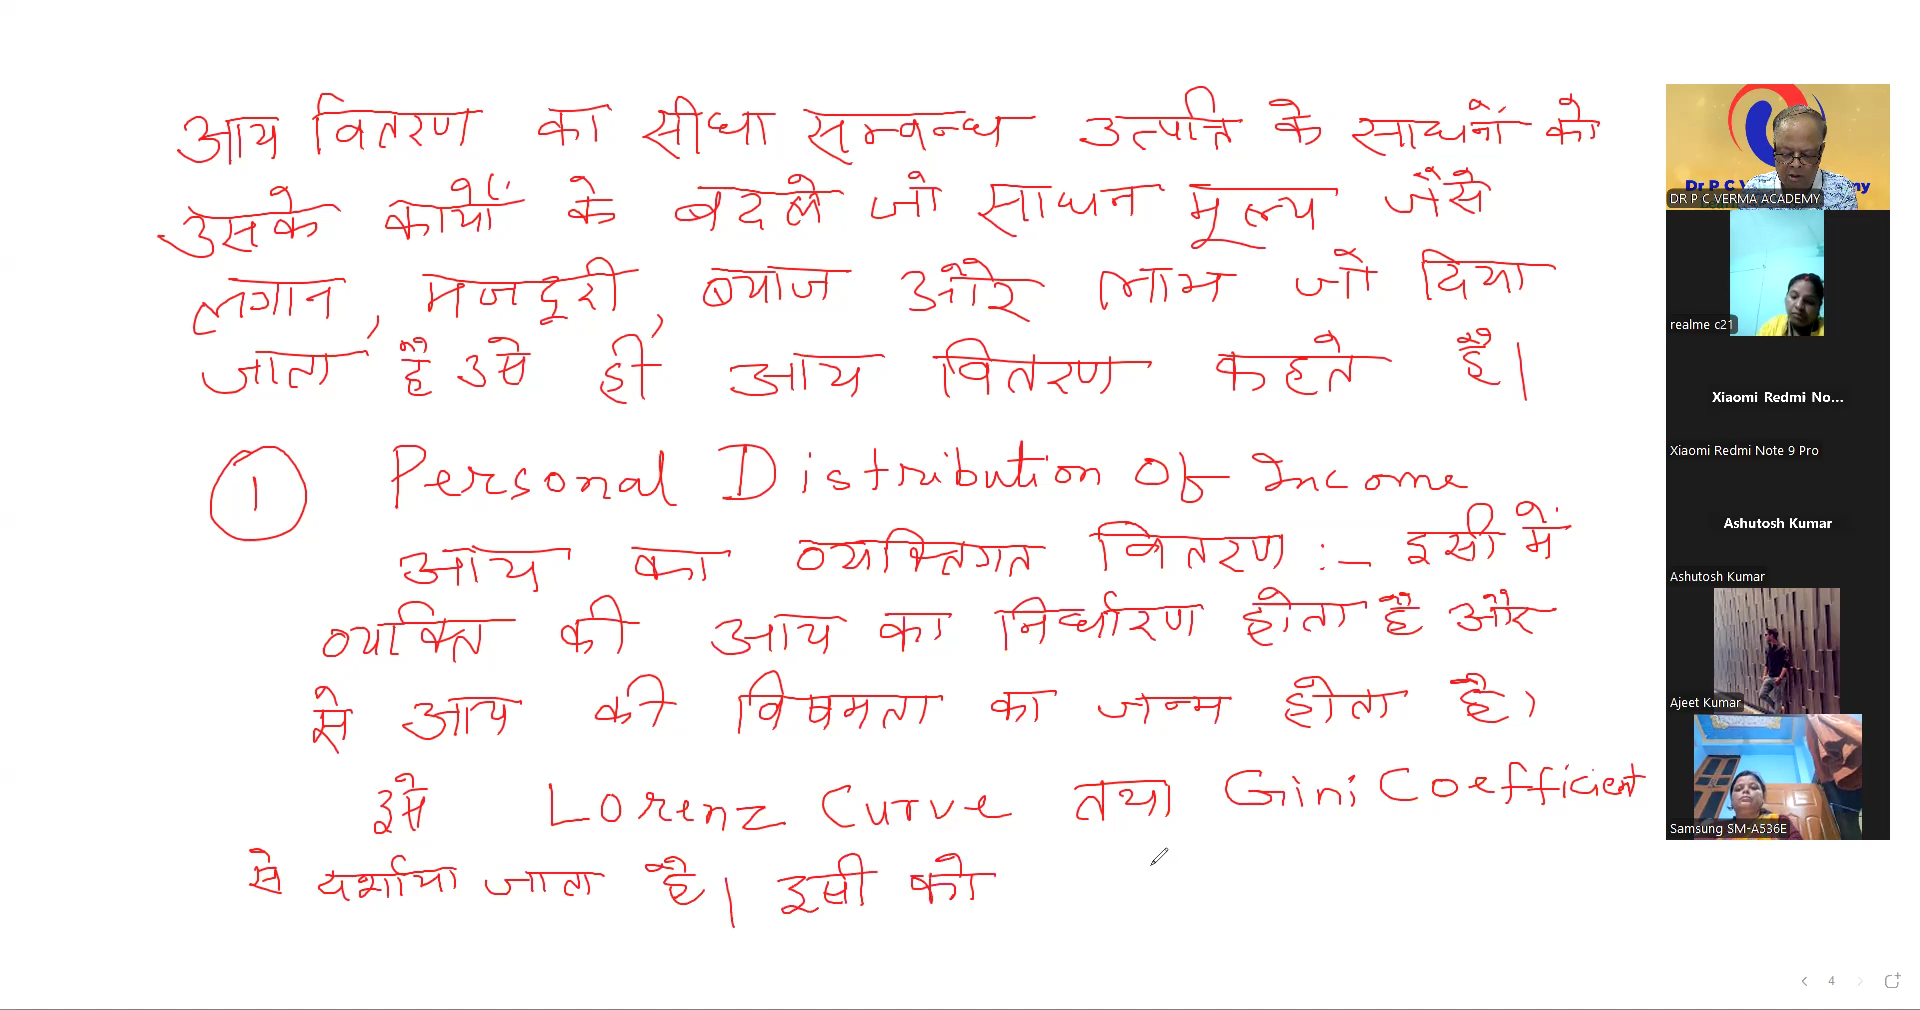 आय वितरण का सीधा सम्बन्ध उत्पत्ति के साधनों को
उसके कार्यों के बदले जो साधन मूल्य जैसे
लगान, मजदूरी, ब्याज और लाभ जो दिया
जाता है उसे ही आय वितरण कहते है।
1 Personal Distribution of Income
आय का व्यक्तिगत वितरण :- इसी में
व्यक्ति की आय का निर्धारण होता है और
से आय की विषमता का जन्म होता है।
इसे Lorenz Curve तथा Gini Coefficient
से दर्शाया जाता है। इसी को
DR P C VERMA ACADEMY
realme c21
Xiaomi Redmi No...
Xiaomi Redmi Note 9 Pro
Ashutosh Kumar
Ashutosh Kumar
Ajeet Kumar
Samsung SM-A536E
4